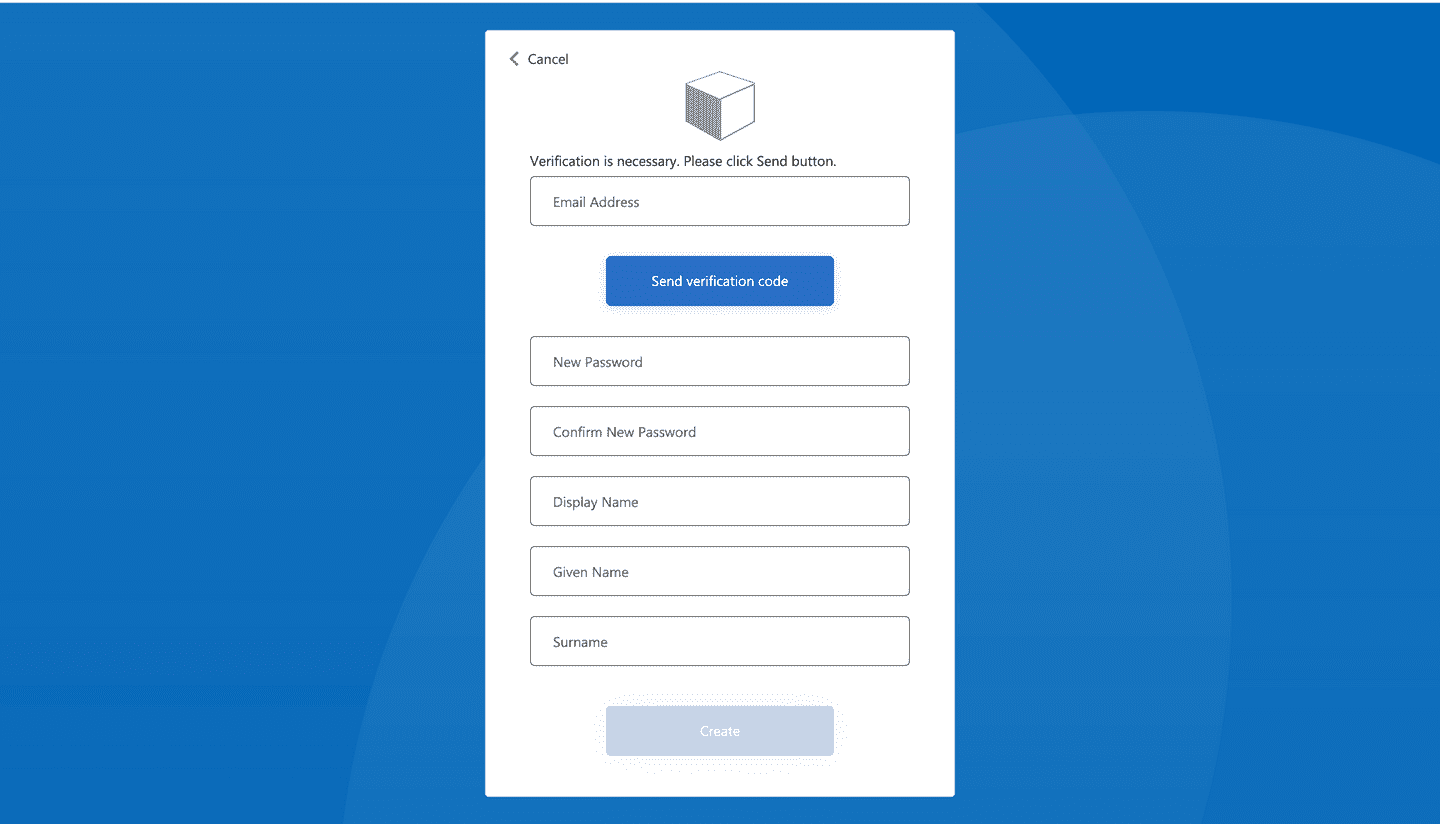 Cancel
Verification is necessary. Please click Send button.
Email Address
Send verification code
New Password
Confirm New Password
Display Name
Given Name
Surname
Create